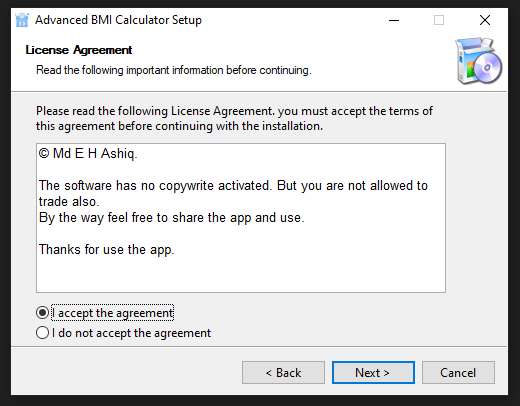 Advanced BMI Calculator Setup
License Agreement
Read the following important information before continuing.
Please read the following License Agreement. you must accept the terms of
this agreement before continuing with the installation.
© Md E H Ashiq.
The software has no copywrite activated. But you are not allowed to
trade also.
By the way feel free to share the app and use.
Thanks for use the app.
I accept the agreement
I do not accept the agreement
< Back
Next >
Cancel